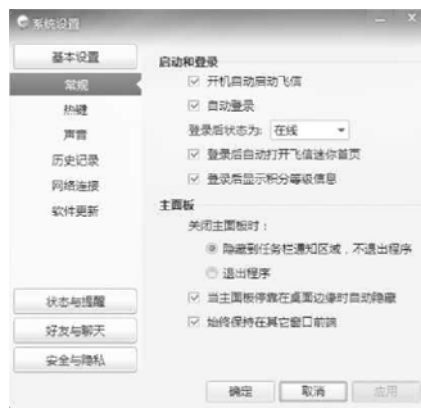 系统设置
基本设置
常规
热键
声音
历史记录
网络连接
软件更新
状态与提醒
好友与聊天
安全与隐私
启动和登录
开机自动启动飞信
自动登录
登录后状态为: 在线
登录后自动打开飞信迷你首页
登录后显示积分等级信息
主面板
关闭主面板时：
隐藏到任务栏通知区域，不退出程序
退出程序
当主面板停靠在桌面边缘时自动隐藏
始终保持在其它窗口前端
确定 取消 应用